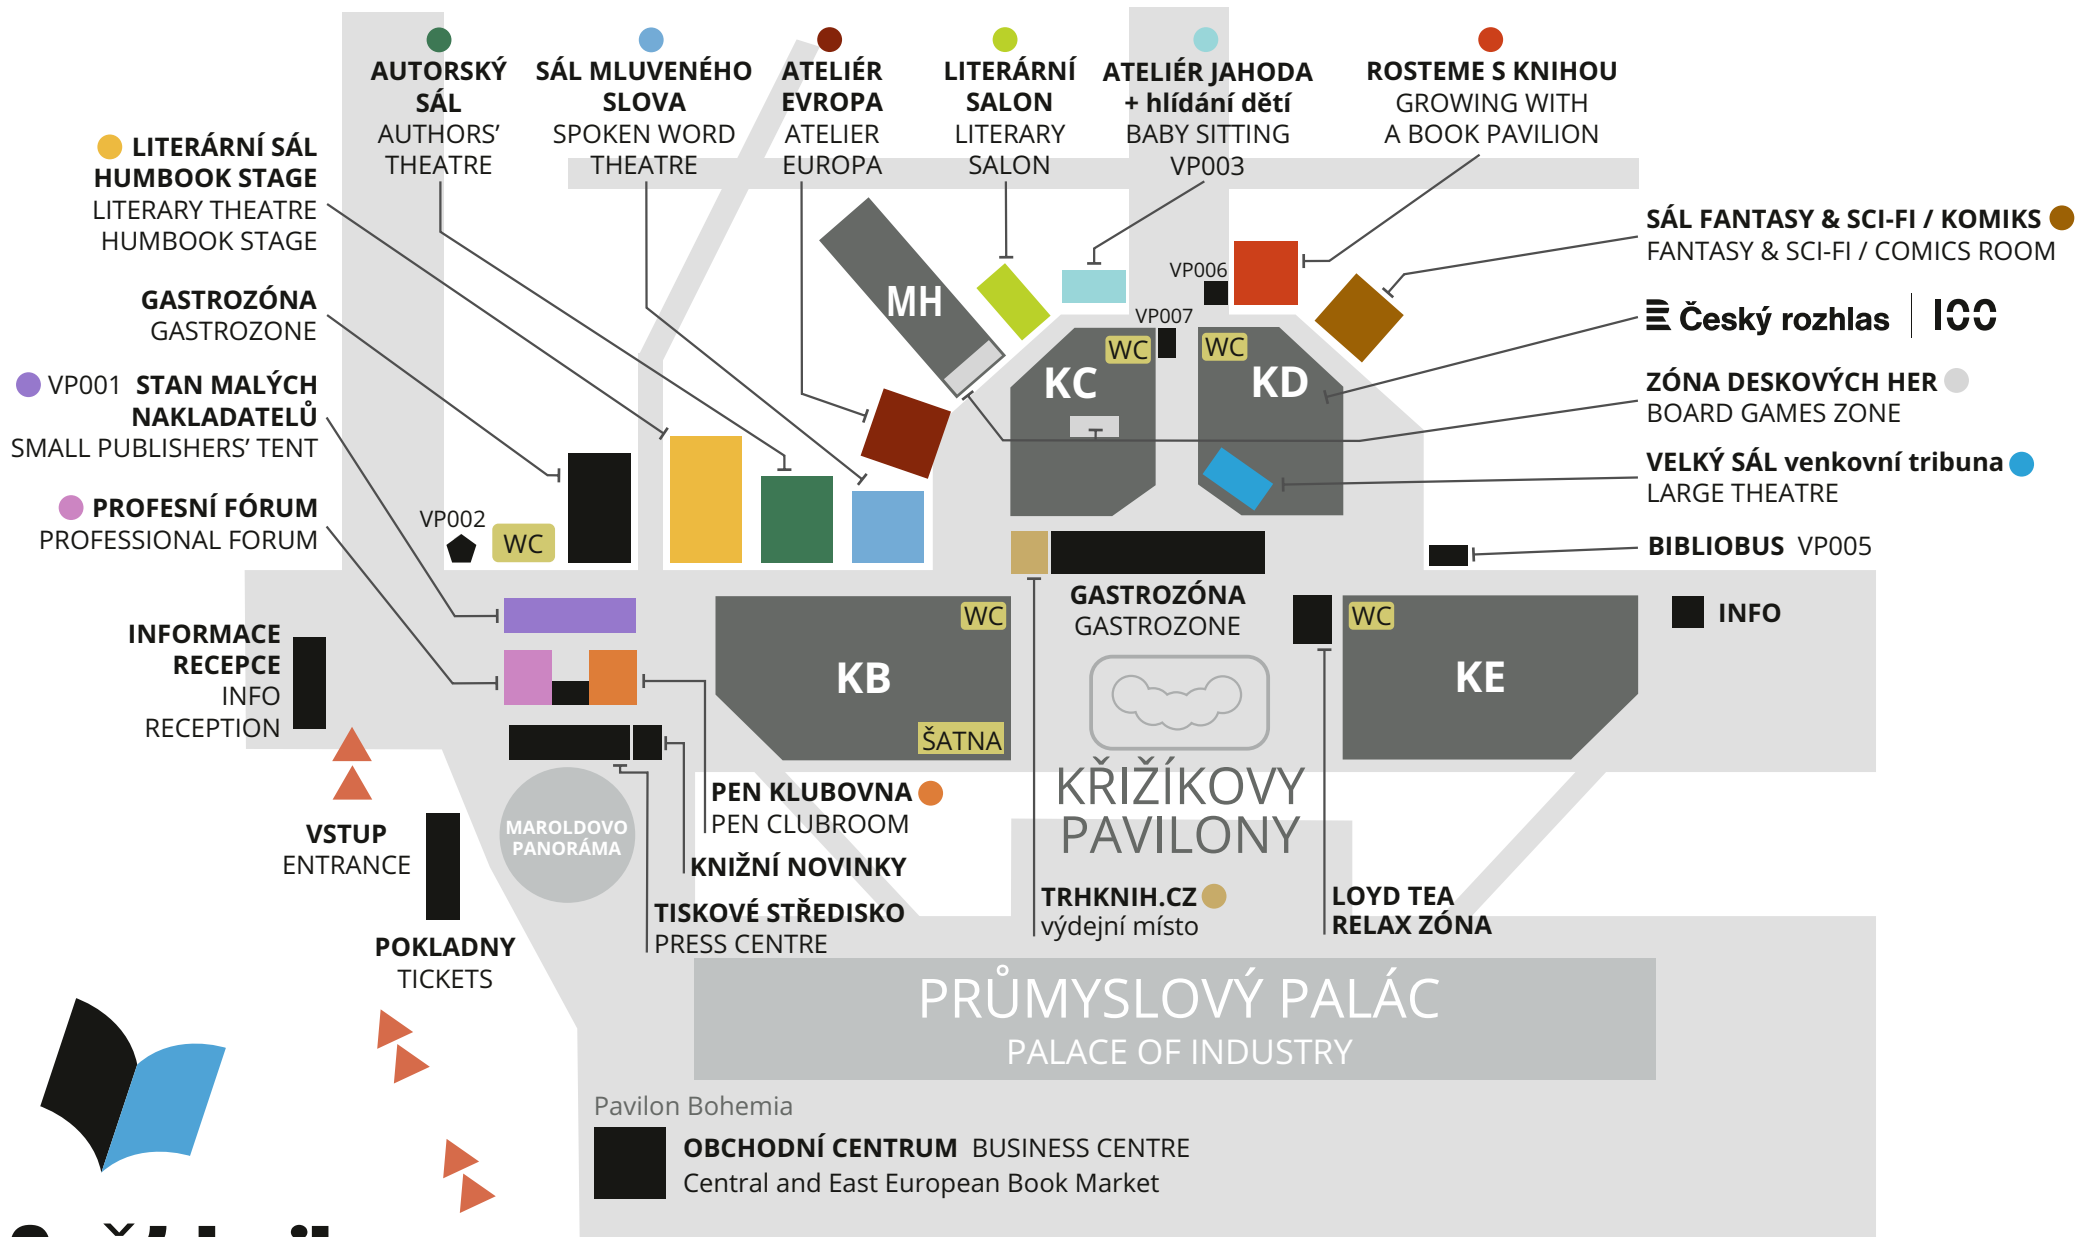 AUTORSKÝ
SÁL
AUTHORS’
THEATRE
SÁL MLUVENÉHO
SLOVA
SPOKEN WORD
THEATRE
ATELIÉR
EVROPA
ATELIER
EUROPA
LITERÁRNÍ
SALON
LITERARY
SALON
ATELIÉR JAHODA
+ hlídání dětí
BABY SITTING
VP003
ROSTEME S KNIHOU
GROWING WITH
A BOOK PAVILION
LITERÁRNÍ SÁL
HUMBOOK STAGE
LITERARY THEATRE
HUMBOOK STAGE
GASTROZÓNA
GASTROZONE
VP001 STAN MALÝCH
NAKLADATELŮ
SMALL PUBLISHERS’ TENT
PROFESNÍ FÓRUM
PROFESSIONAL FORUM
SÁL FANTASY & SCI-FI / KOMIKS
FANTASY & SCI-FI / COMICS ROOM
Český rozhlas 100
ZÓNA DESKOVÝCH HER
BOARD GAMES ZONE
VELKÝ SÁL venkovní tribuna
LARGE THEATRE
BIBLIOBUS VP005
INFO
MH
VP006
VP007
WC
KC
WC
KD
VP002
WC
GASTROZÓNA
GASTROZONE
INFORMACE
RECEPCE
INFO
RECEPTION
WC
KB
ŠATNA
WC
KE
KŘIŽÍKOVY
PAVILONY
VSTUP
ENTRANCE
MAROLDOVO
PANORÁMA
PEN KLUBOVNA
PEN CLUBROOM
KNIŽNÍ NOVINKY
TISKOVÉ STŘEDISKO
PRESS CENTRE
TRHKNIH.CZ
výdejní místo
LOYD TEA
RELAX ZÓNA
POKLADNY
TICKETS
PRŮMYSLOVÝ PALÁC
PALACE OF INDUSTRY
Pavilon Bohemia
OBCHODNÍ CENTRUM BUSINESS CENTRE
Central and East European Book Market